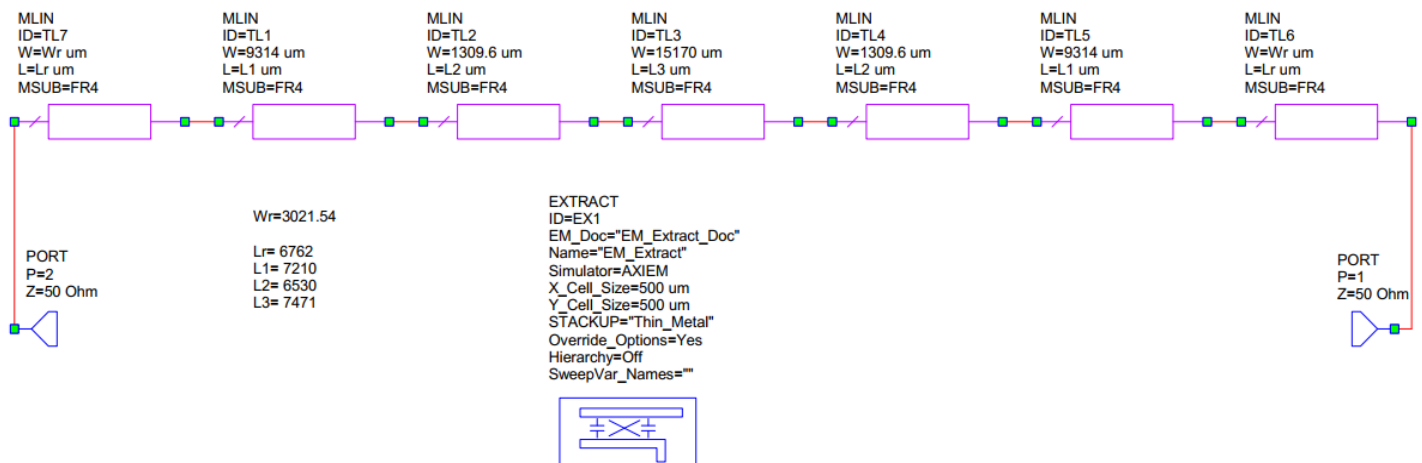 MLIN
ID=TL7
W=Wr um
L=Lr um
MSUB=FR4
MLIN
ID=TL1
W=9314 um
L=L1 um
MSUB=FR4
MLIN
ID=TL2
W=1309.6 um
L=L2 um
MSUB=FR4
MLIN
ID=TL3
W=15170 um
L=L3 um
MSUB=FR4
MLIN
ID=TL4
W=1309.6 um
L=L2 um
MSUB=FR4
MLIN
ID=TL5
W=9314 um
L=L1 um
MSUB=FR4
MLIN
ID=TL6
W=Wr um
L=Lr um
MSUB=FR4
PORT
P=2
Z=50 Ohm
Wr=3021.54
Lr= 6762
L1= 7210
L2= 6530
L3= 7471
EXTRACT
ID=EX1
EM_Doc="EM_Extract_Doc"
Name="EM_Extract"
Simulator=AXIEM
X_Cell_Size=500 um
Y_Cell_Size=500 um
STACKUP="Thin_Metal"
Override_Options=Yes
Hierarchy=Off
SweepVar_Names=""
PORT
P=1
Z=50 Ohm